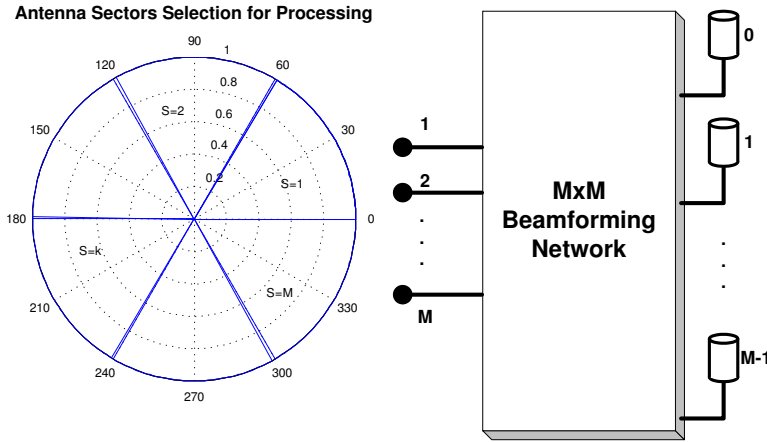 Antenna Sectors Selection for Processing
90
1
120
60
0.8
0.6
0.4
0.2
150
30
S=2
S=1
180
0
S=k
S=M
210
330
240
300
270
1
2
.
.
.
M
MxM
Beamforming
Network
0
1
.
.
.
M-1